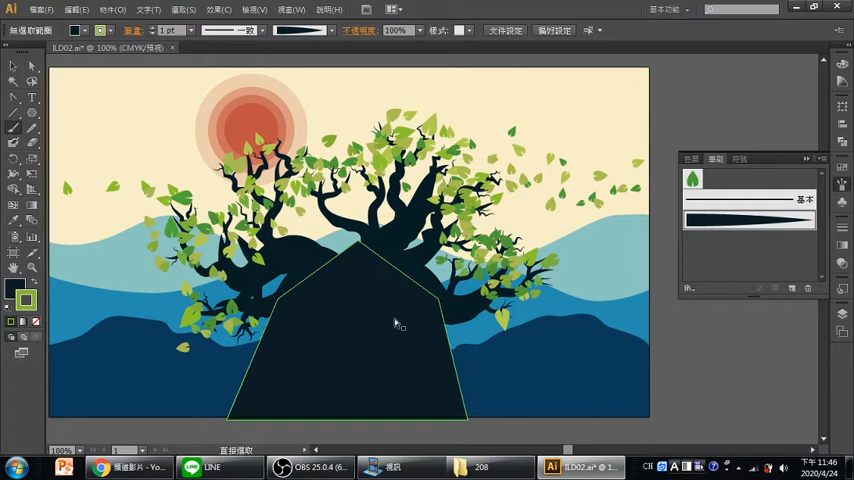 Ai 檔案(F) 編輯(E) 物件(O) 文字(T) 選取(S) 效果(C) 檢視(V) 視窗(W) 說明(H) Br 基本功能
無選取範圍 筆畫: 1 pt 一致 不透明度: 100% 樣式: 文件設定 偏好設定
ILD02.ai* @ 100% (CMYK/預視) ×
色票 筆刷 符號
基本
100% 1 直接選取
頻道影片 - Yo... LINE OBS 25.0.4 (6... 視訊 208 Ai ILD02.ai* @ 1... CH A 下午 11:46
2020/4/24